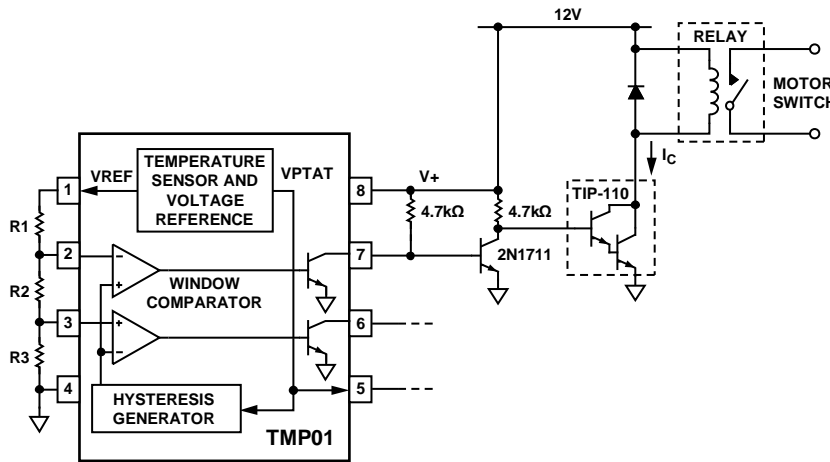 12V
RELAY
MOTOR
SWITCH
I_C
TIP-110
V+
4.7kΩ
4.7kΩ
2N1711
TEMPERATURE
SENSOR AND
VOLTAGE
REFERENCE
VREF
VPTAT
1
8
R1
2
7
WINDOW
COMPARATOR
R2
3
6
R3
4
5
HYSTERESIS
GENERATOR
TMP01
−
+
+
−